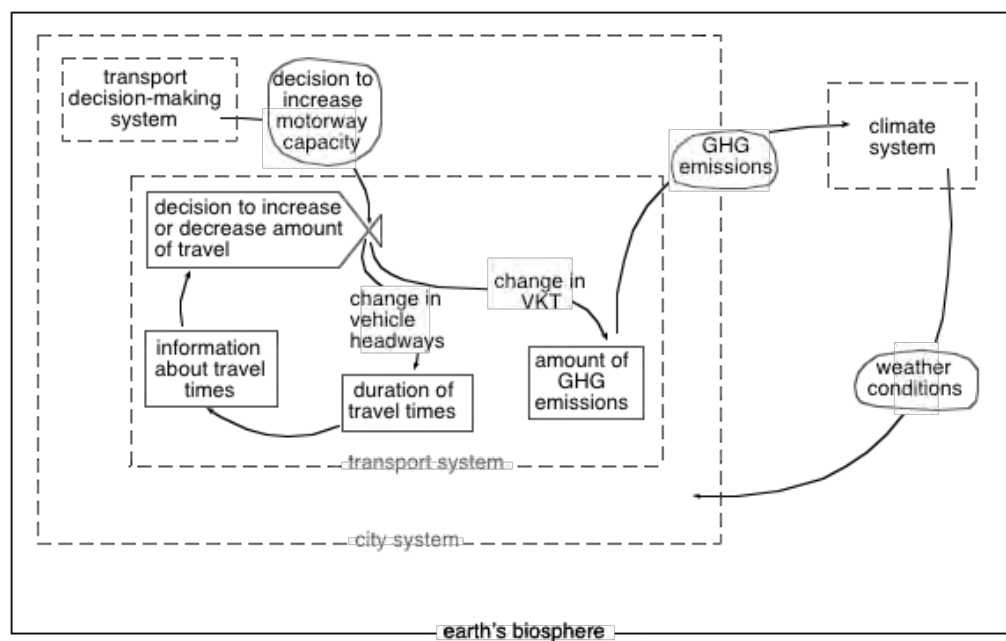 transport
decision-making
system
decision to
increase
motorway
capacity
GHG
emissions
climate
system
decision to increase
or decrease amount
of travel
change in
VKT
change in
vehicle
headways
information
about travel
times
duration of
travel times
amount of
GHG
emissions
weather
conditions
transport system
city system
earth's biosphere